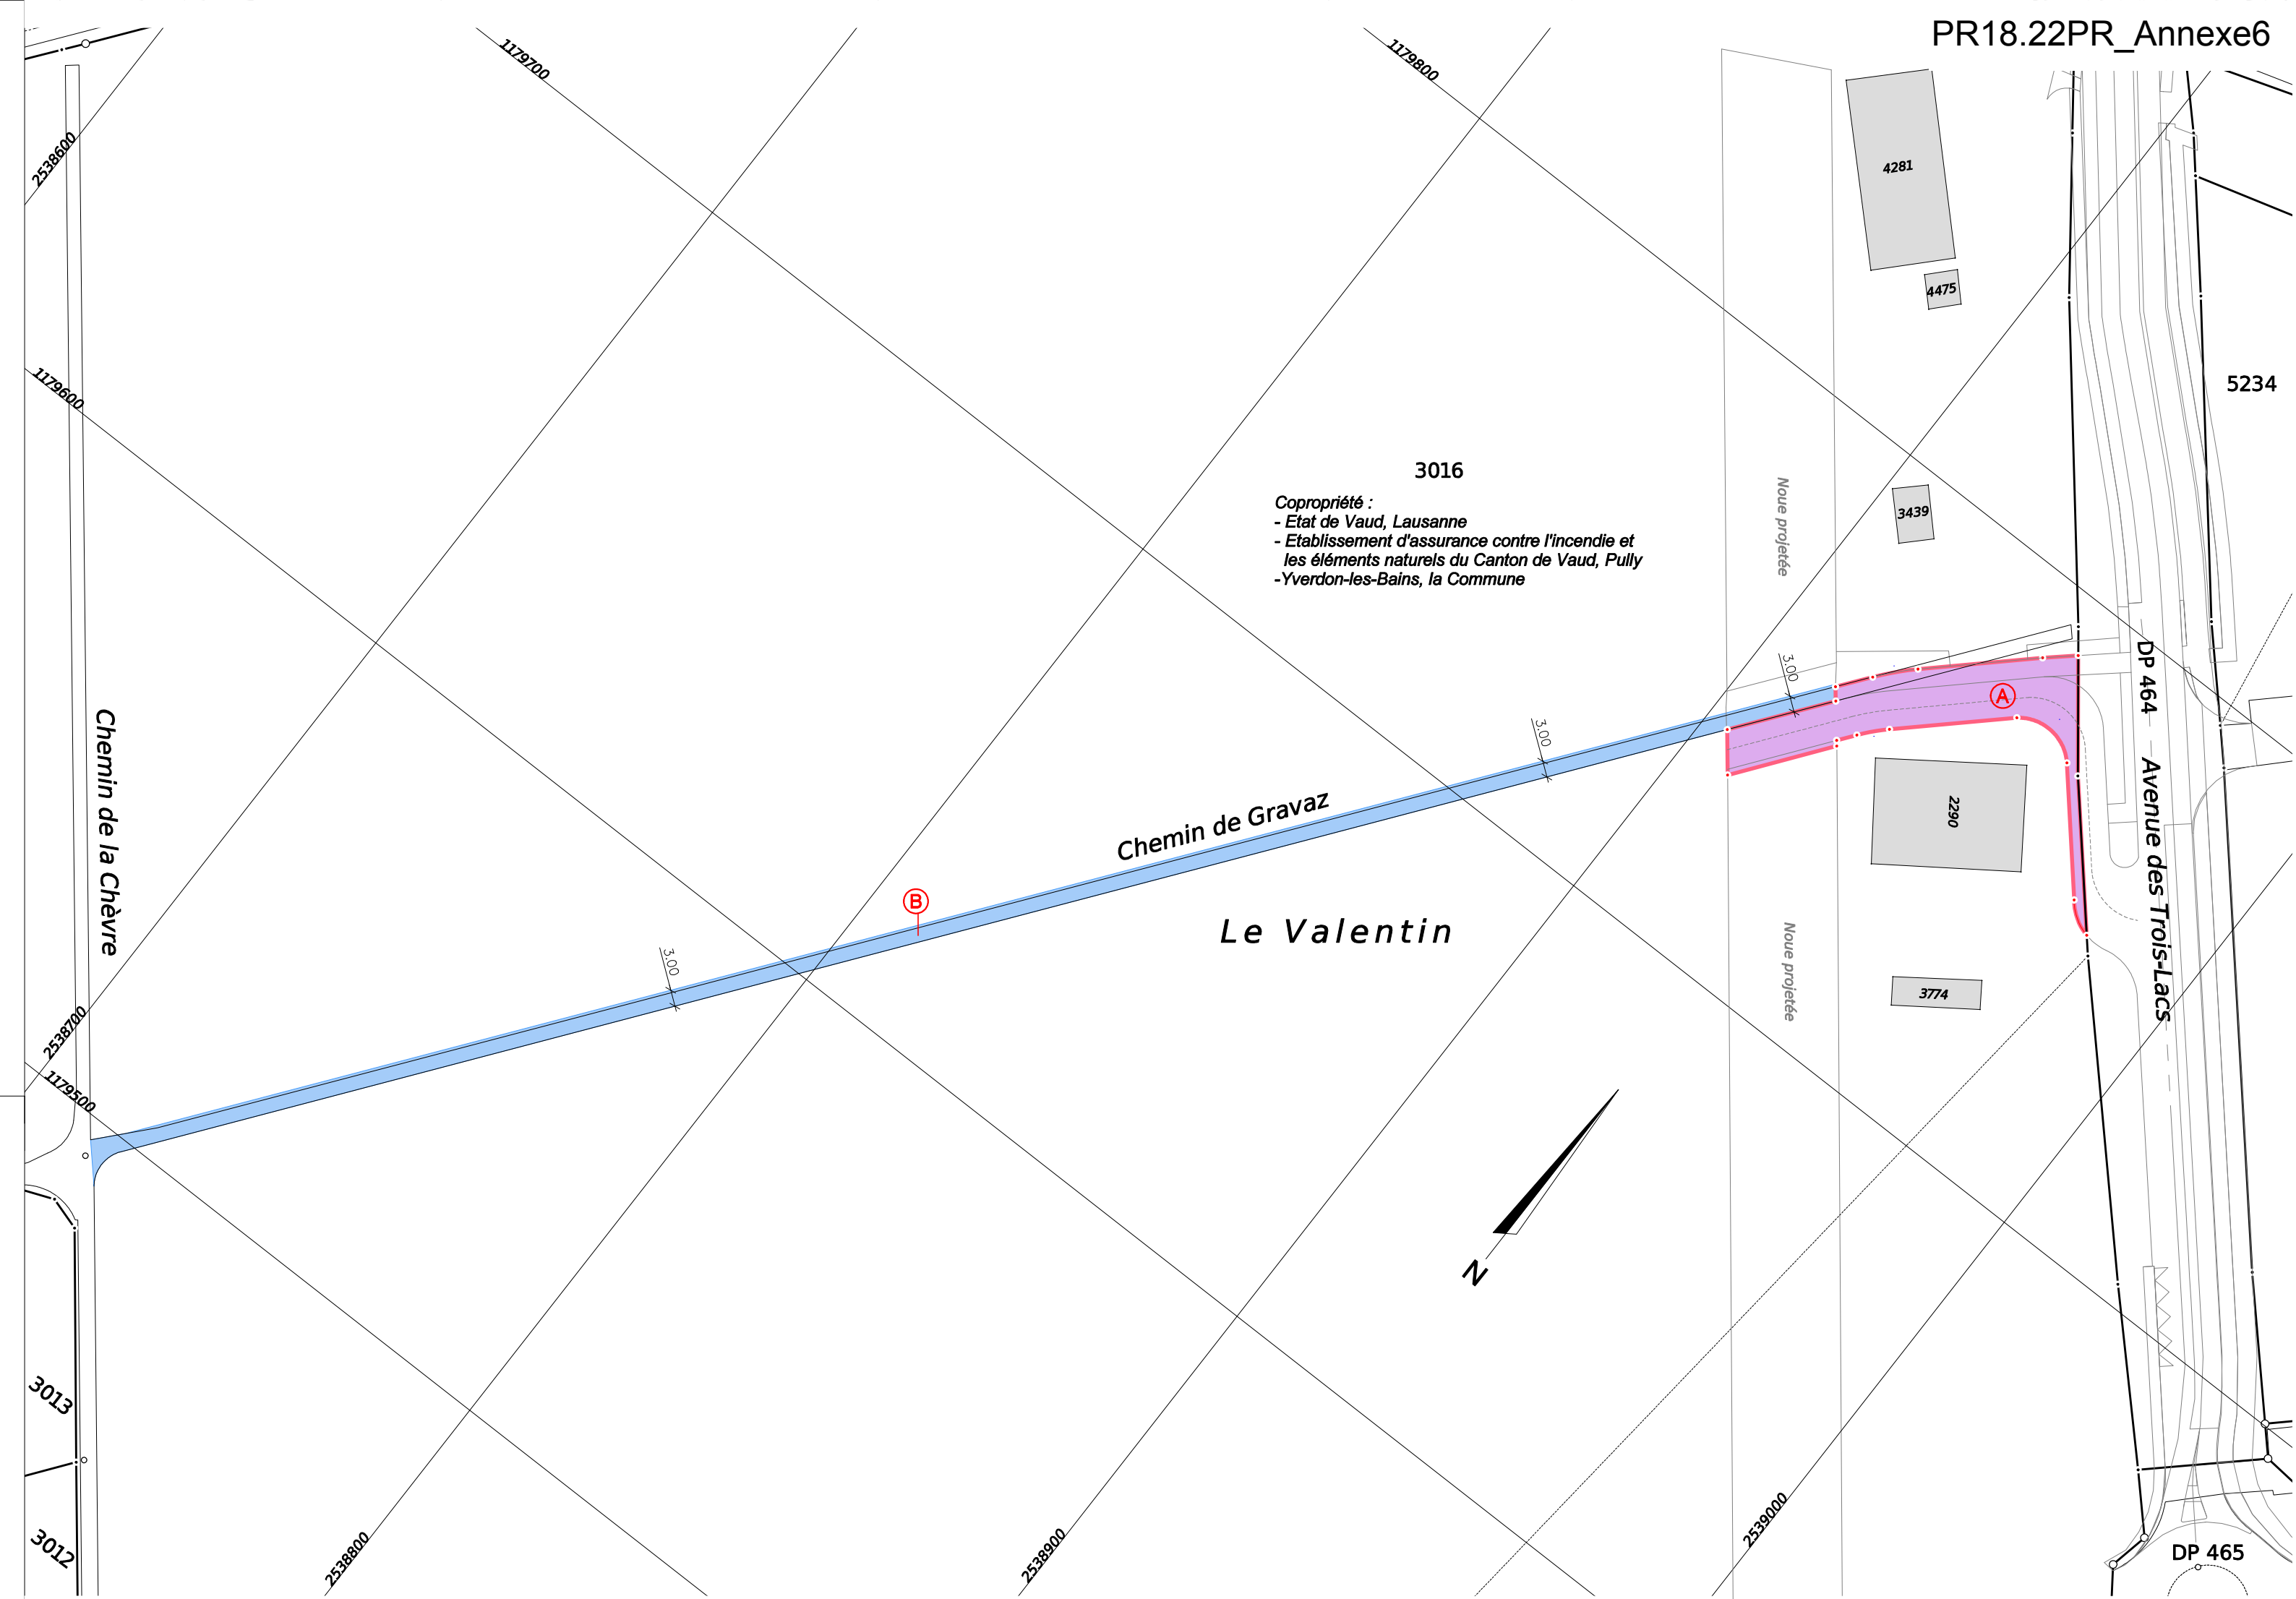 PR18.22PR_Annexe6
1179700
1179800
2538600
4281
4475
1179600
5234
3016
Copropriété :
- Etat de Vaud, Lausanne
- Etablissement d'assurance contre l'incendie et
les éléments naturels du Canton de Vaud, Pully
-Yverdon-les-Bains, la Commune
Noue projetée
3439
3.00
A
DP 464
Avenue des Trois-Lacs
3.00
Chemin de la Chèvre
Chemin de Gravaz
2290
B
Le Valentin
3.00
Noue projetée
3774
2538700
1179500
N
3013
3012
2538800
2538900
2539000
DP 465